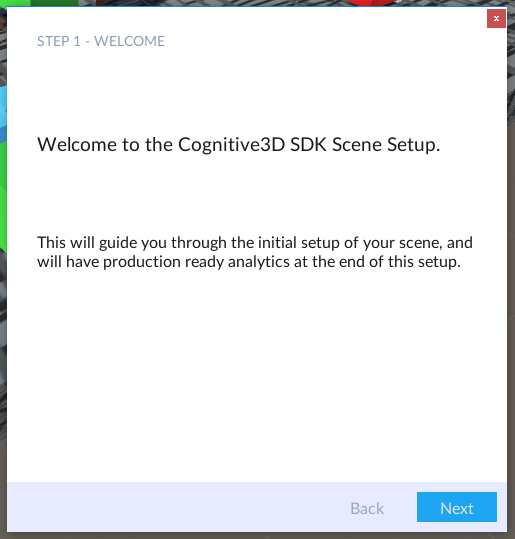 x
STEP 1 - WELCOME
Welcome to the Cognitive3D SDK Scene Setup.
This will guide you through the initial setup of your scene, and
will have production ready analytics at the end of this setup.
Back
Next